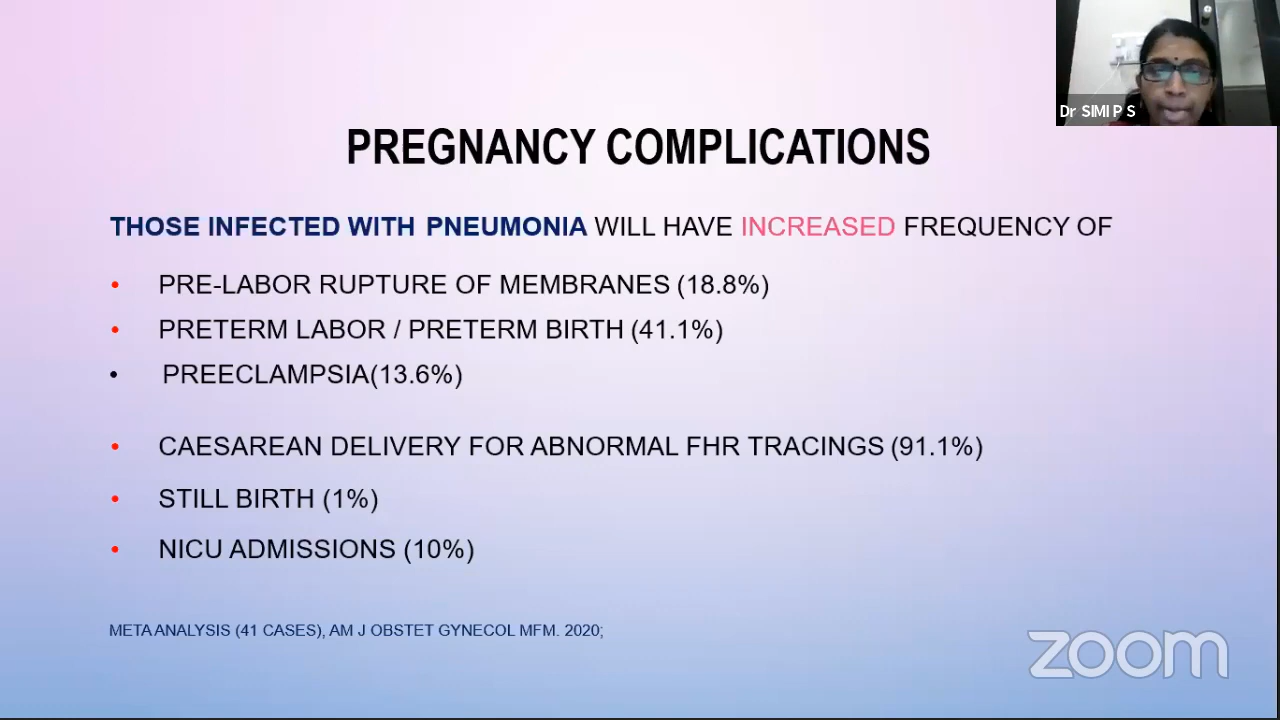 Dr SIMI P S
PREGNANCY COMPLICATIONS
THOSE INFECTED WITH PNEUMONIA WILL HAVE INCREASED FREQUENCY OF
• PRE-LABOR RUPTURE OF MEMBRANES (18.8%)
• PRETERM LABOR / PRETERM BIRTH (41.1%)
• PREECLAMPSIA(13.6%)
• CAESAREAN DELIVERY FOR ABNORMAL FHR TRACINGS (91.1%)
• STILL BIRTH (1%)
• NICU ADMISSIONS (10%)
META ANALYSIS (41 CASES), AM J OBSTET GYNECOL MFM. 2020;
zoom